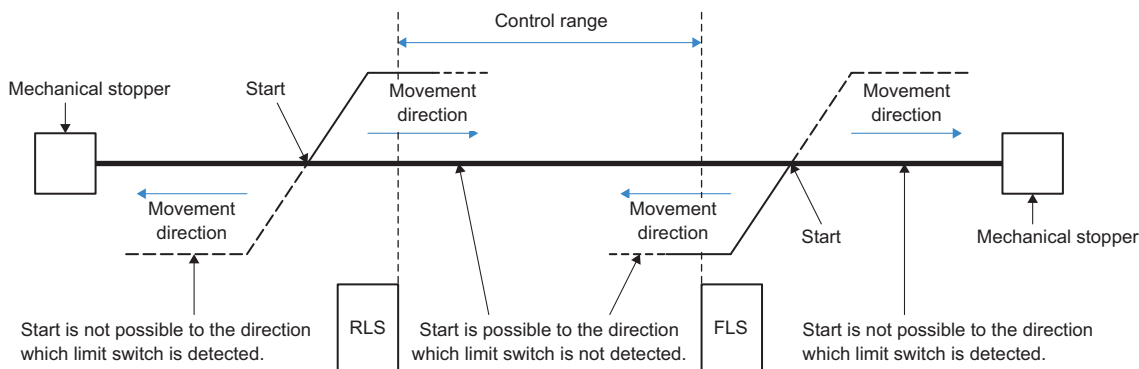 Control range
Mechanical stopper
Start
Movement
direction
Movement
direction
Movement
direction
Movement
direction
Start
Mechanical stopper
Start is not possible to the direction
which limit switch is detected.
RLS
Start is possible to the direction
which limit switch is not detected.
FLS
Start is not possible to the direction
which limit switch is detected.